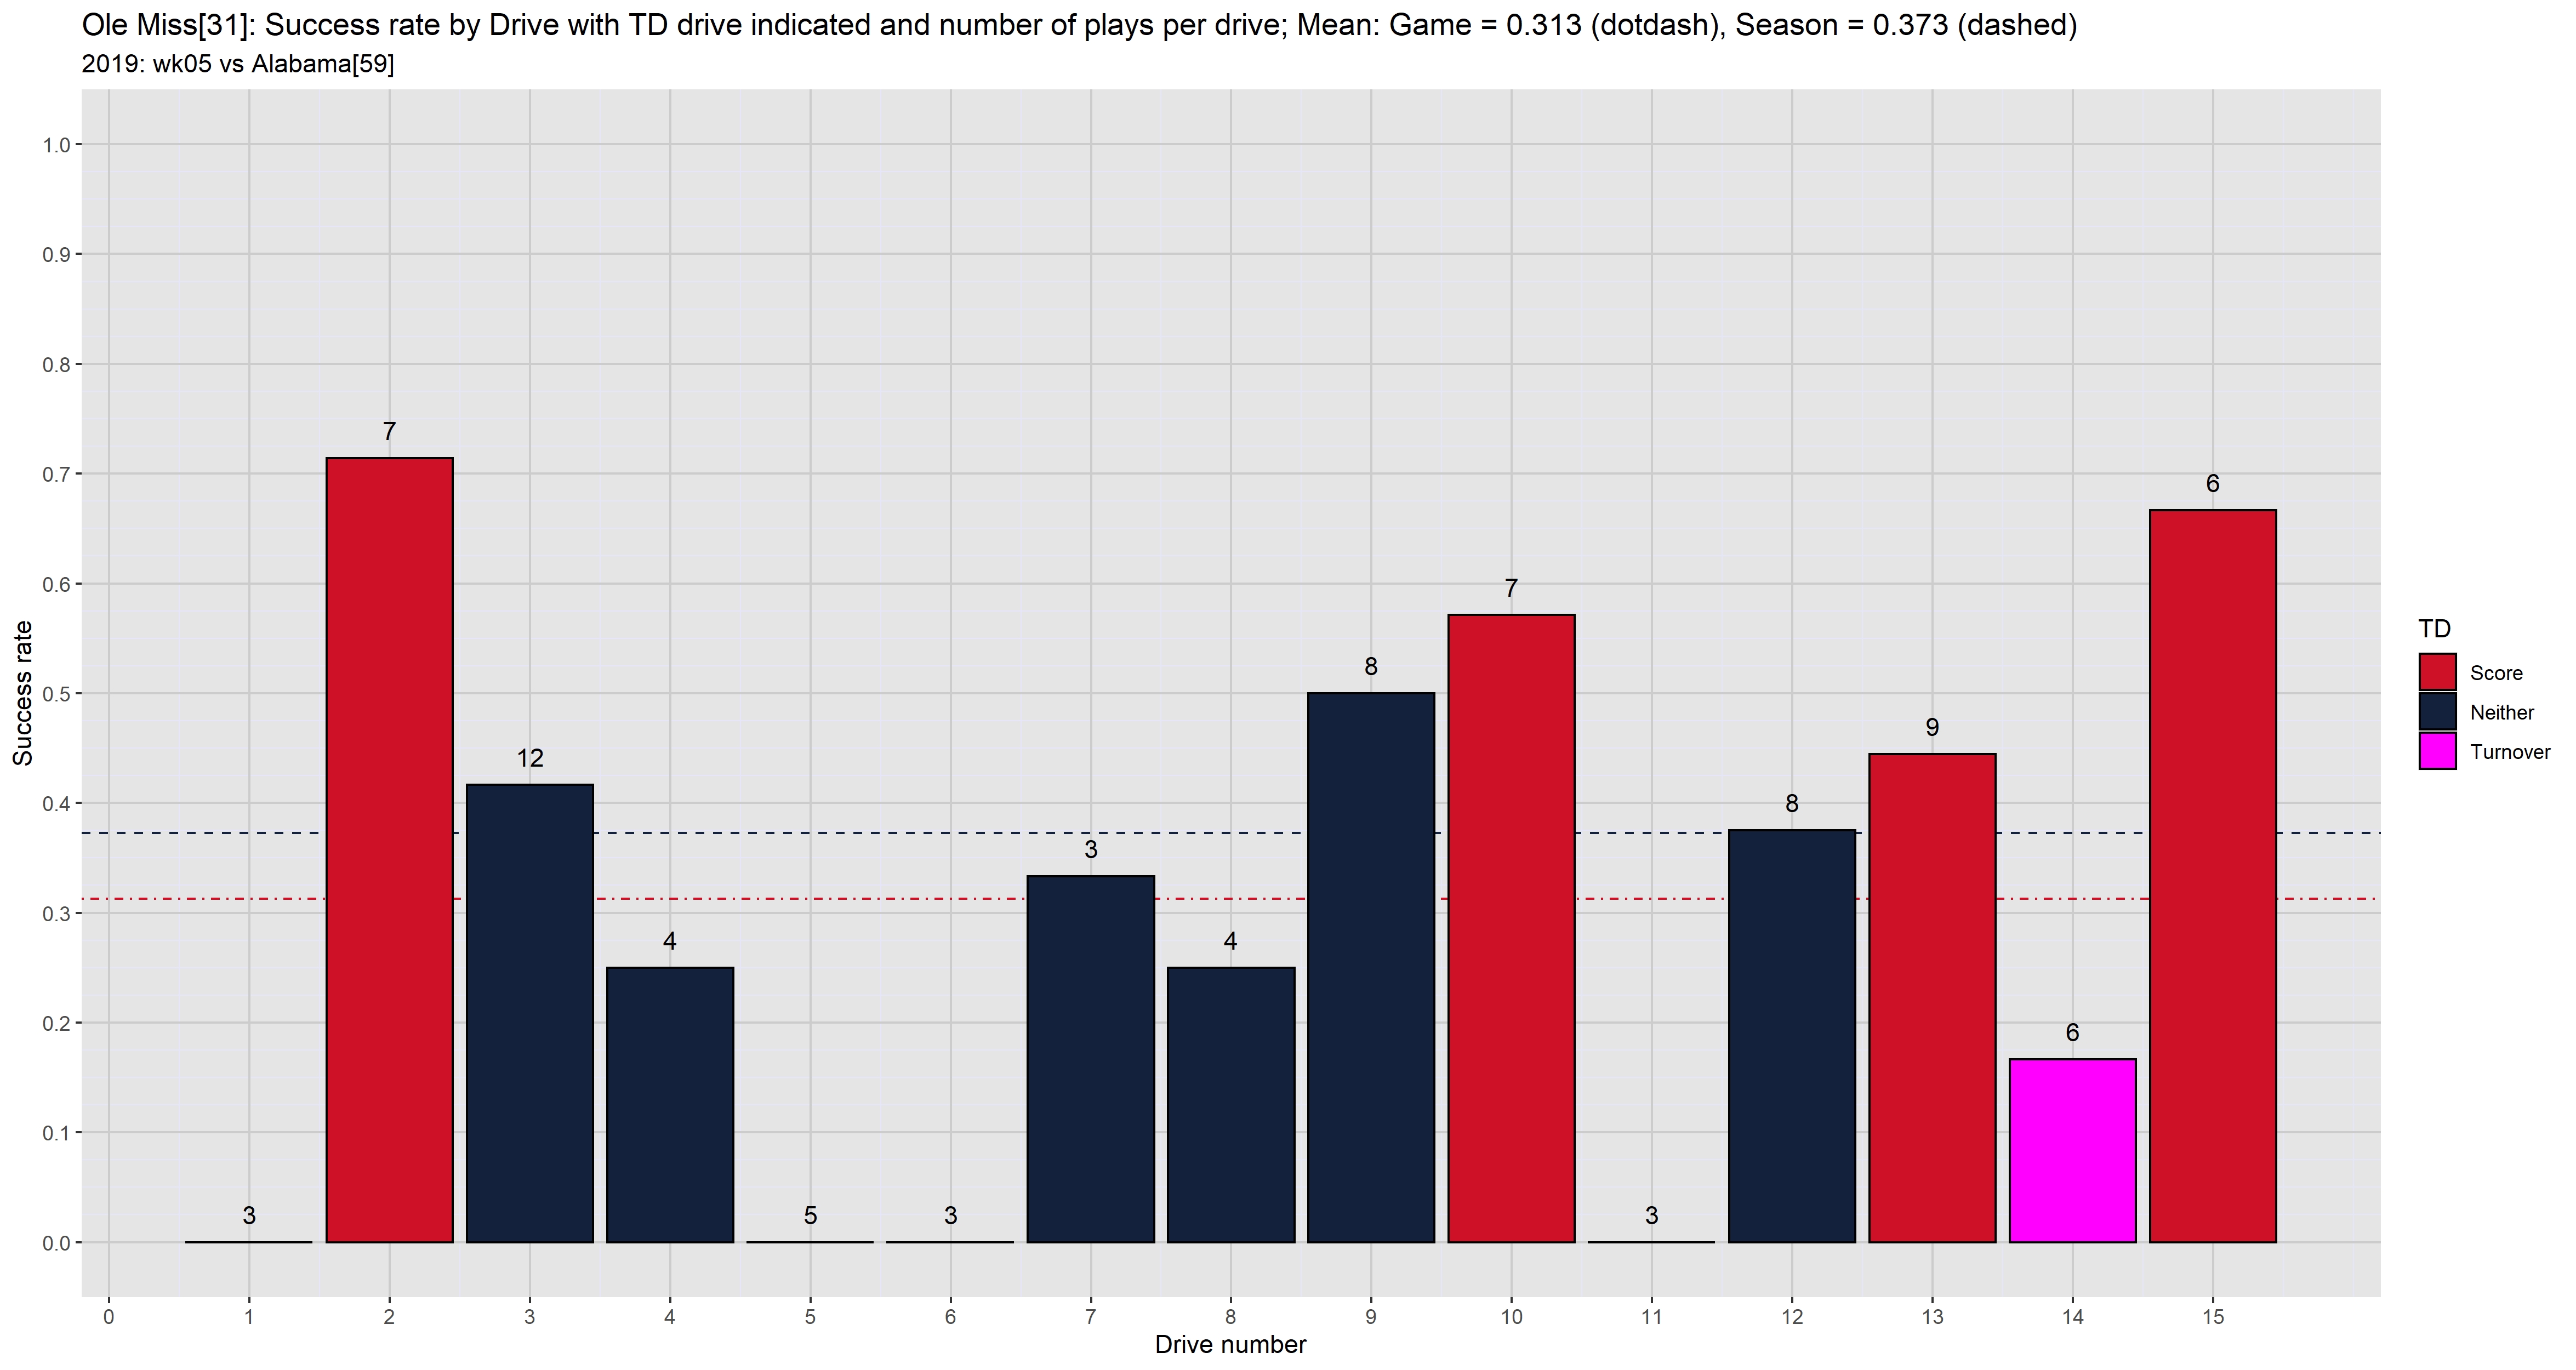 Ole Miss[31]: Success rate by Drive with TD drive indicated and number of plays per drive; Mean: Game = 0.313 (dotdash), Season = 0.373 (dashed)
2019: wk05 vs Alabama[59]
Success rate
1.0
0.9
0.8
0.7
0.6
0.5
0.4
0.3
0.2
0.1
0.0
3
7
12
4
5
3
3
4
8
7
3
8
9
6
6
0 1 2 3 4 5 6 7 8 9 10 11 12 13 14 15
Drive number
TD
Score
Neither
Turnover